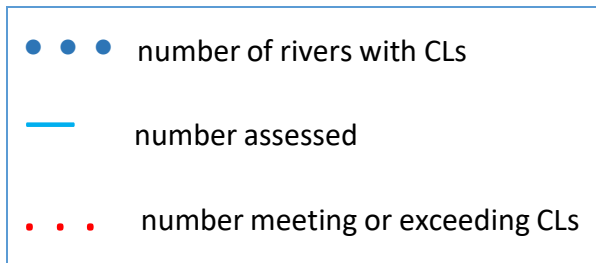 number of rivers with CLs
number assessed
number meeting or exceeding CLs